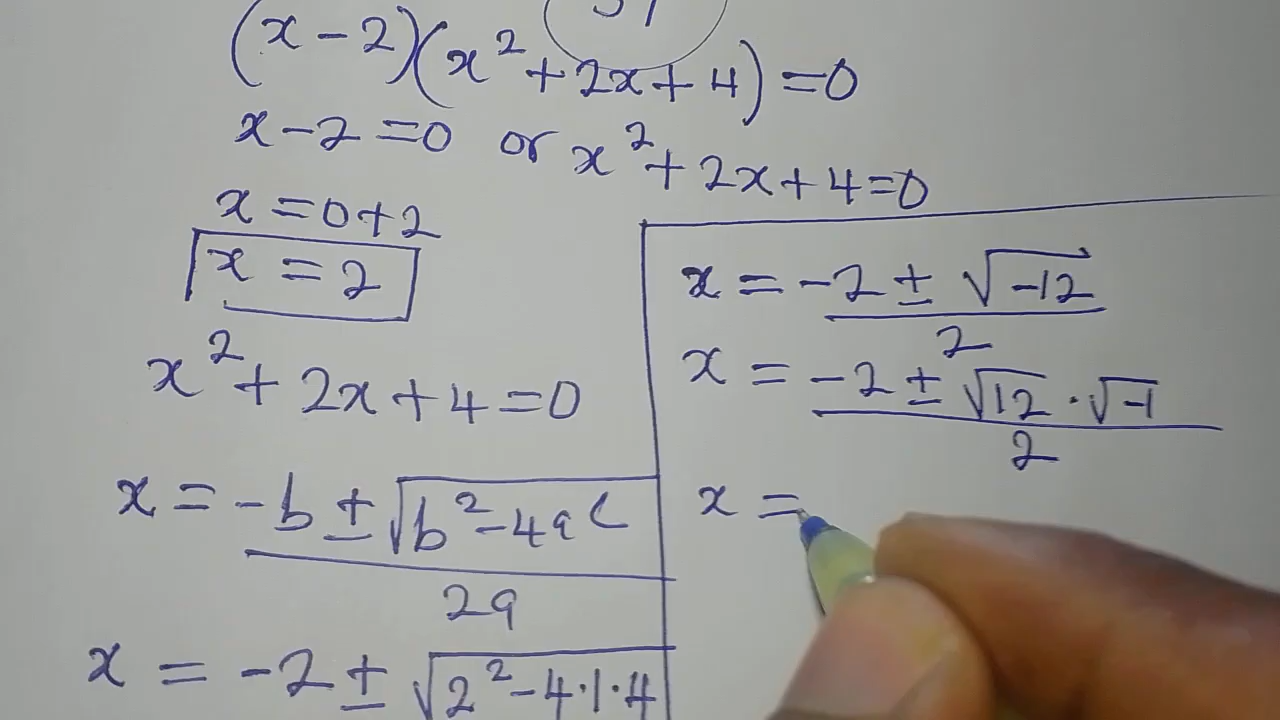 (x-2)(x²+2x+4)=0
x-2=0 or x²+2x+4=0
x=0+2
x=2
x²+2x+4=0
x = -b±√b²-4ac
2a
x = -2±√2²-4·1·4
x = -2±√-12
2
x = -2±√12·√-1
2
x =